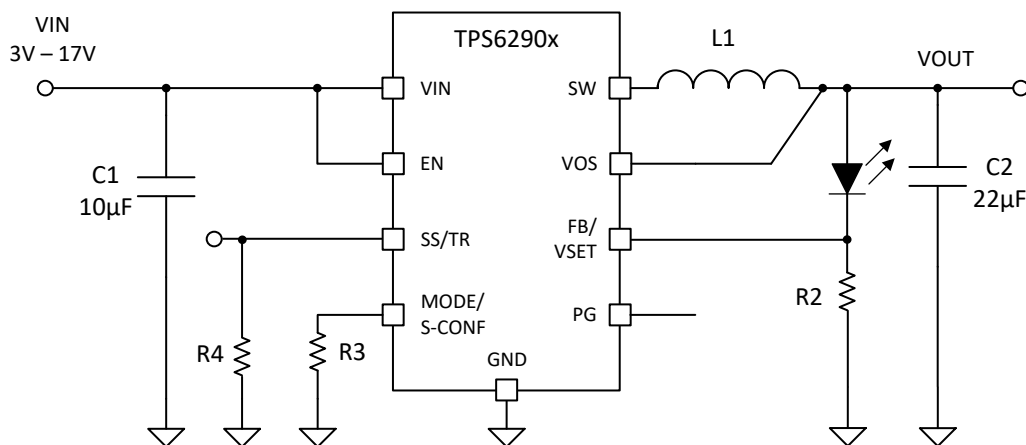 VIN
3V – 17V
TPS6290x
L1
VOUT
VIN
SW
EN
VOS
C1
10µF
C2
22µF
SS/TR
FB/
VSET
MODE/
S-CONF
PG
R2
R4
R3
GND